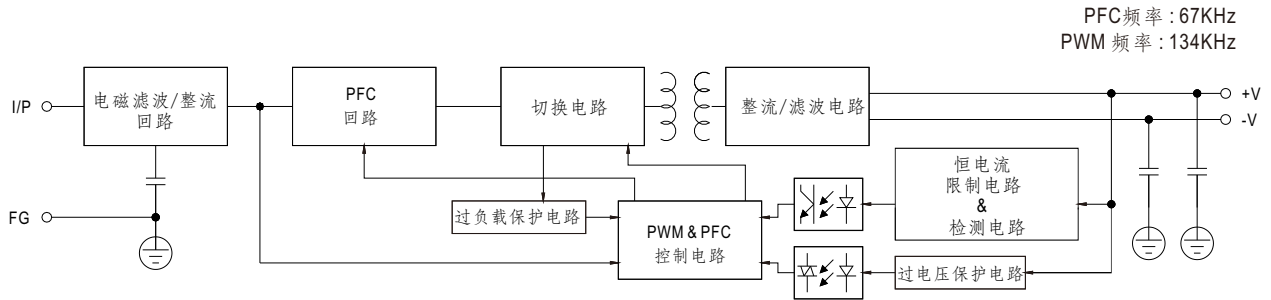 PFC频率 : 67KHz
PWM 频率 : 134KHz
I/P
电磁滤波/整流
回路
PFC
回路
切换电路
整流/滤波电路
+V
-V
恒电流
限制电路
&
检测电路
FG
过负载保护电路
PWM & PFC
控制电路
过电压保护电路